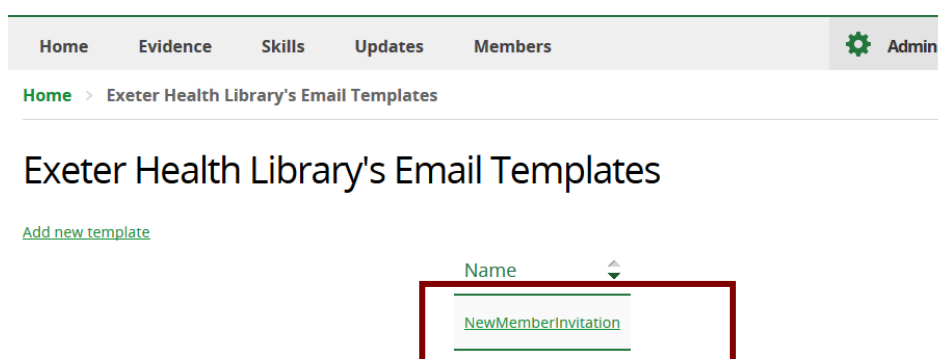 Home Evidence Skills Updates Members Admin
Home > Exeter Health Library's Email Templates
Exeter Health Library's Email Templates
Add new template
Name
NewMemberInvitation